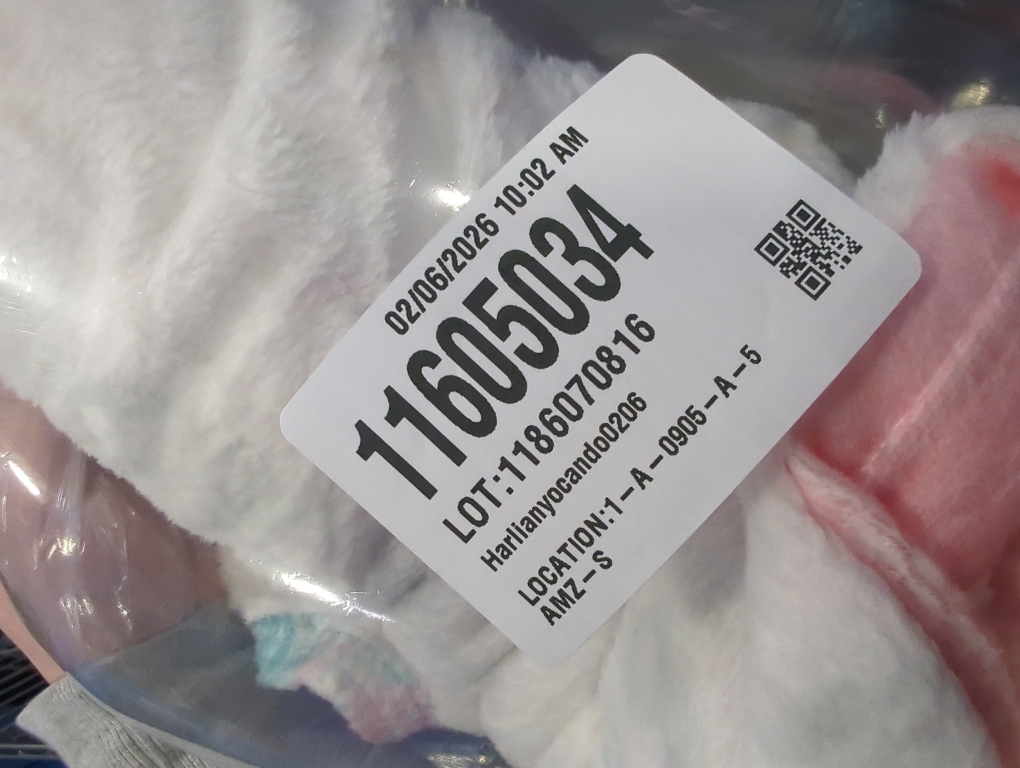 02/06/2026 10:02 AM
11605034
LOT:1186070816
Harlianyocando0206
LOCATION:1-A-0905-A-5
AMZ-S